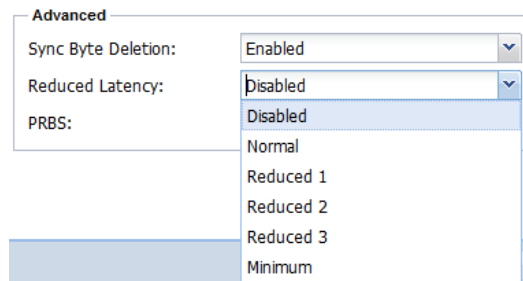 Advanced
Sync Byte Deletion: Enabled
Reduced Latency: Disabled
PRBS: Disabled
Normal
Reduced 1
Reduced 2
Reduced 3
Minimum